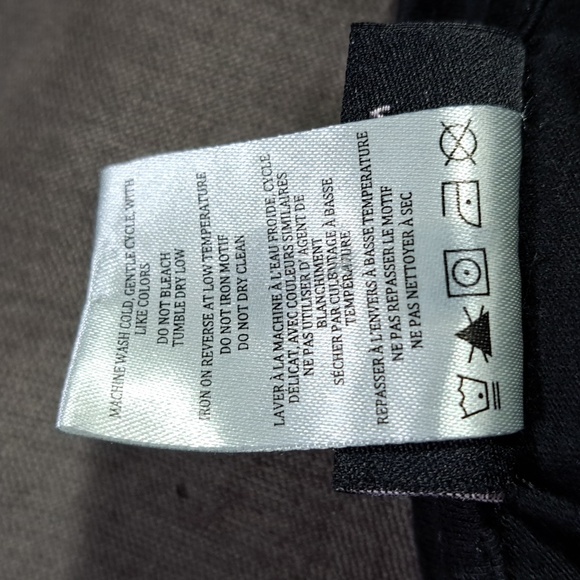 MACHINE WASH COLD, GENTLE CYCLE, WITH
LIKE COLORS
DO NOT BLEACH
TUMBLE DRY LOW
IRON ON REVERSE AT LOW TEMPERATURE
DO NOT IRON MOTIF
DO NOT DRY CLEAN
LAVER À LA MACHINE À L'EAU FROIDE, CYCLE
DÉLICAT, AVEC COULEURS SIMILAIRES
NE PAS UTILISER D'AGENT DE
BLANCHIMENT
SÉCHER PAR CULBUTAGE À BASSE
TEMPÉRATURE
REPASSER À L'ENVERS À BASSE TEMPERATURE
NE PAS REPASSER LE MOTIF
NE PAS NETTOYER À SEC